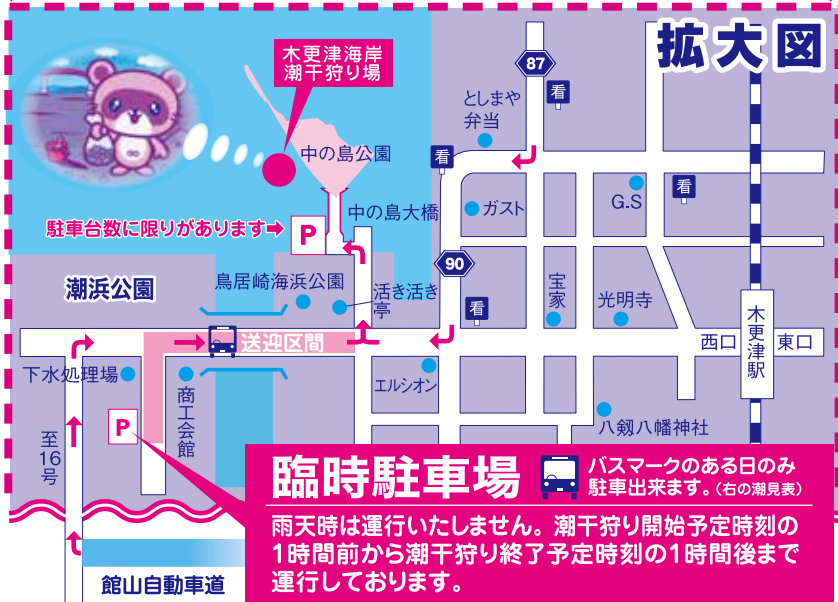 拡大図
木更津海岸
潮干狩り場
87
看
としまや
弁当
看
中の島公園
看
G.S
ガスト
中の島大橋
駐車台数に限りがあります
P
90
潮浜公園
鳥居崎海浜公園
活き活き
亭
看
宝家
光明寺
木更津駅
西口
東口
送迎区間
下水処理場
商工会館
エルシオン
P
八剱八幡神社
至16号
臨時駐車場
バスマークのある日のみ
駐車出来ます。(右の潮見表)
雨天時は運行いたしません。潮干狩り開始予定時刻の
1時間前から潮干狩り終了予定時刻の1時間後まで
運行しております。
館山自動車道